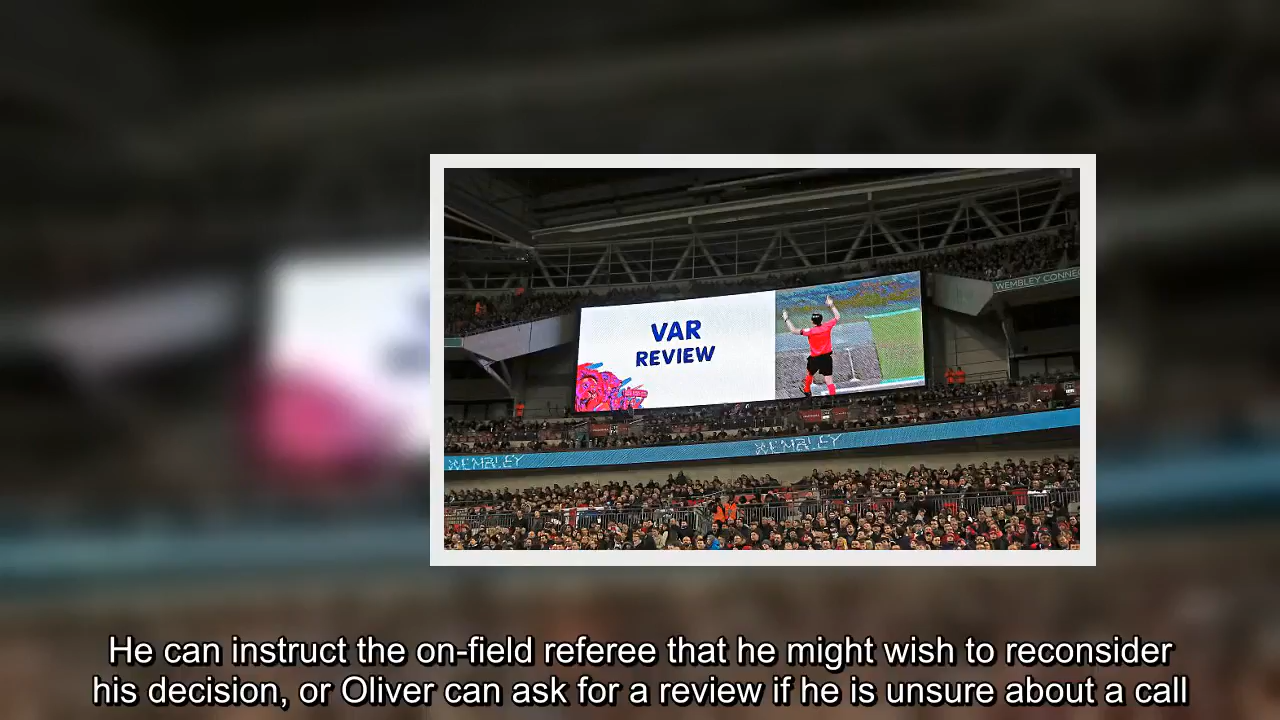 WEMBLEY CONNE
VAR
REVIEW
WEMBLEY
WEMBLEY
He can instruct the on-field referee that he might wish to reconsider
his decision, or Oliver can ask for a review if he is unsure about a call